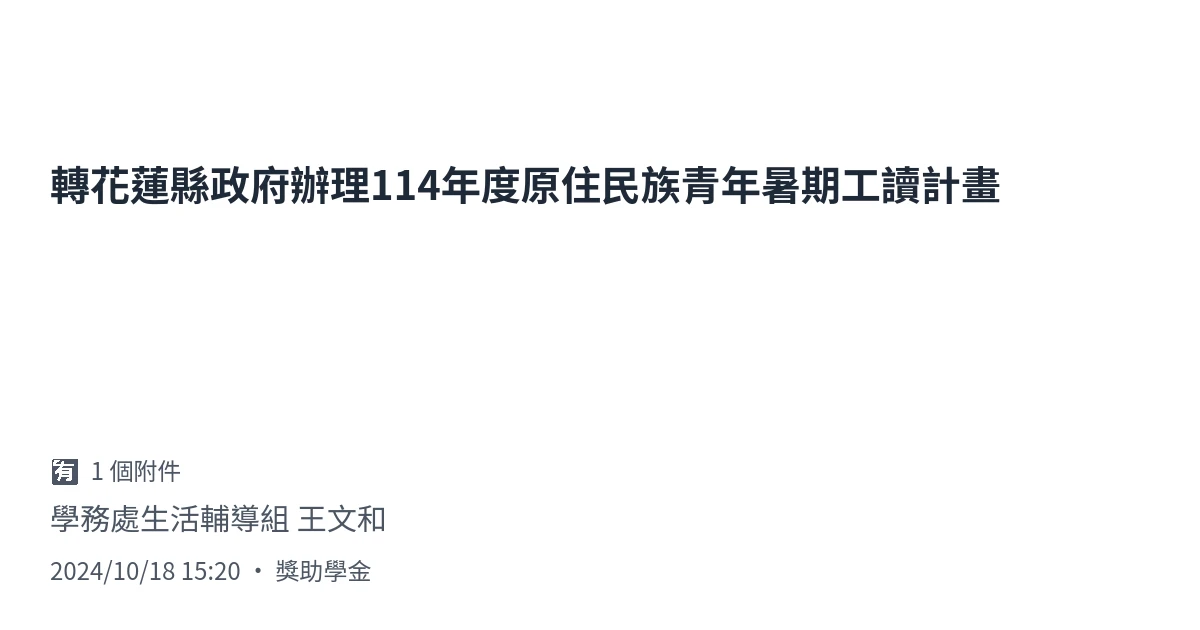 轉花蓮縣政府辦理114年度原住民族青年暑期工讀計畫
🈶 1 個附件
學務處生活輔導組 王文和
2024/10/18 15:20 • 獎助學金